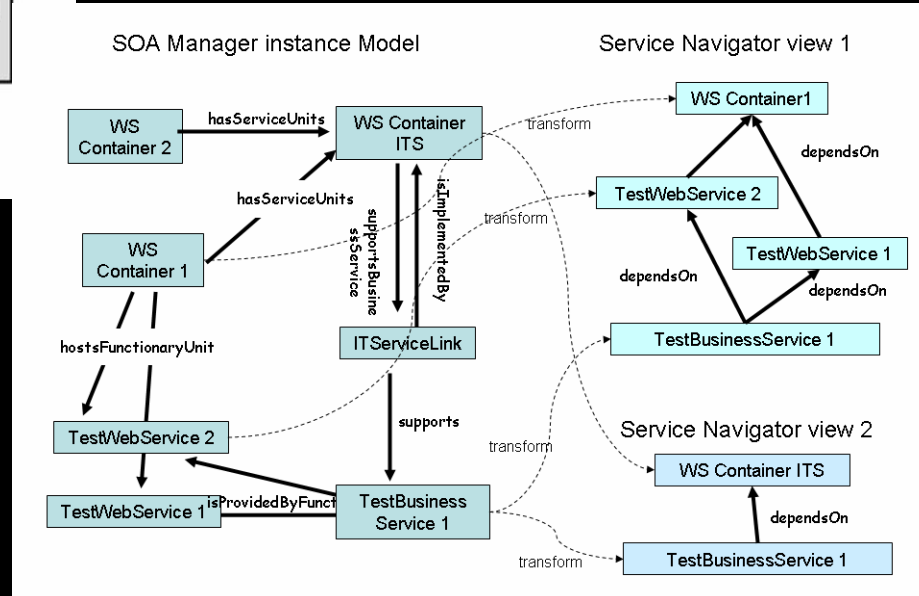 SOA Manager instance Model
Service Navigator view 1
WS
Container 2
hasServiceUnits
WS Container
ITS
transform
WS Container1
dependsOn
hasServiceUnits
TestWebService 2
transform
supportsBusine
ssService
isImplementedBy
WS
Container 1
TestWebService 1
dependsOn
dependsOn
hostsFunctionaryUnit
ITServiceLink
TestBusinessService 1
TestWebService 2
supports
transform
Service Navigator view 2
WS Container ITS
TestWebService 1
isProvidedByFunct
TestBusiness
Service 1
dependsOn
transform
TestBusinessService 1